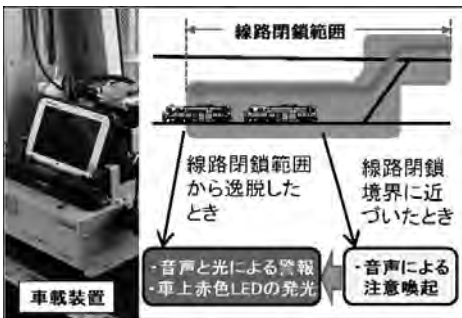 線路閉鎖範囲
線路閉鎖範囲
から逸脱した
とき
線路閉鎖
境界に近
づいたとき
・音声と光による警報
・車上赤色LEDの発光
・音声による
注意喚起
車載装置